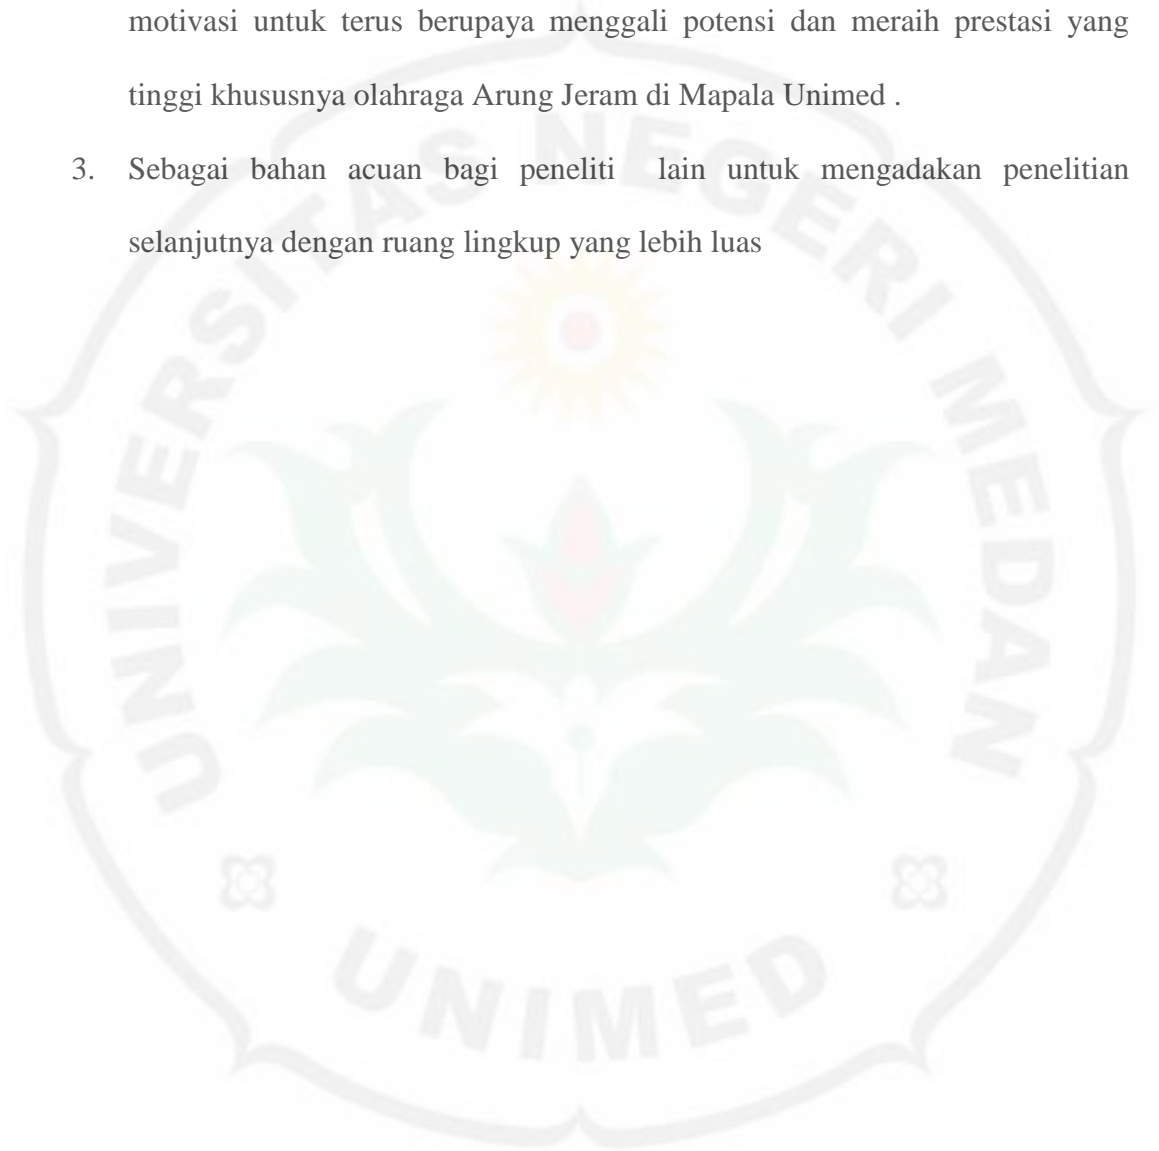 motivasi untuk terus berupaya menggali potensi dan meraih prestasi yang
tinggi khususnya olahraga Arung Jeram di Mapala Unimed .
3. Sebagai bahan acuan bagi peneliti lain untuk mengadakan penelitian
selanjutnya dengan ruang lingkup yang lebih luas
UNIVERSITAS NEGERI MEDAN
UNIMED